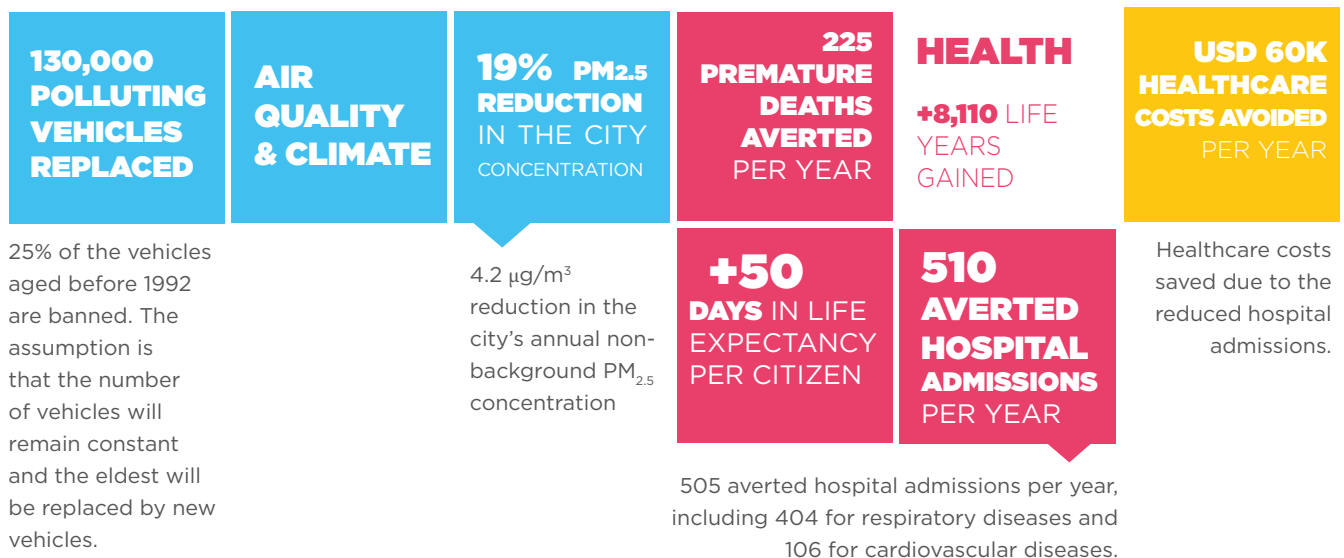 130,000
POLLUTING
VEHICLES
REPLACED
25% of the vehicles
aged before 1992
are banned. The
assumption is
that the number
of vehicles will
remain constant
and the eldest will
be replaced by new
vehicles.
AIR
QUALITY
& CLIMATE
19% PM2.5
REDUCTION
IN THE CITY
CONCENTRATION
4.2 μg/m³
reduction in the
city's annual non-
background PM₂.₅
concentration
225
PREMATURE
DEATHS
AVERTED
PER YEAR
HEALTH
+8,110 LIFE
YEARS
GAINED
+50
DAYS IN LIFE
EXPECTANCY
PER CITIZEN
510
AVERTED
HOSPITAL
ADMISSIONS
PER YEAR
505 averted hospital admissions per year,
including 404 for respiratory diseases and
106 for cardiovascular diseases.
USD 60K
HEALTHCARE
COSTS AVOIDED
PER YEAR
Healthcare costs
saved due to the
reduced hospital
admissions.